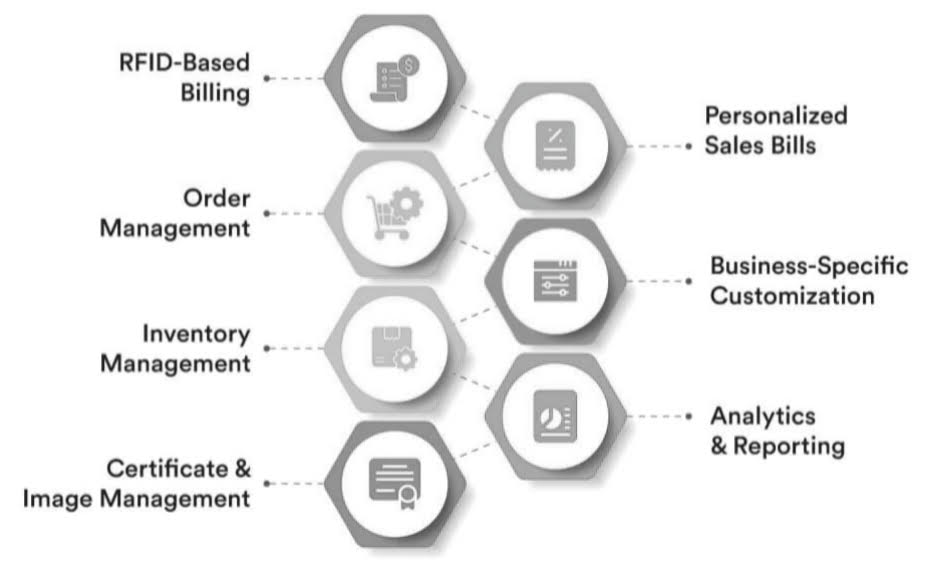 RFID-Based
Billing
Personalized
Sales Bills
Order
Management
Business-Specific
Customization
Inventory
Management
Analytics
& Reporting
Certificate &
Image Management